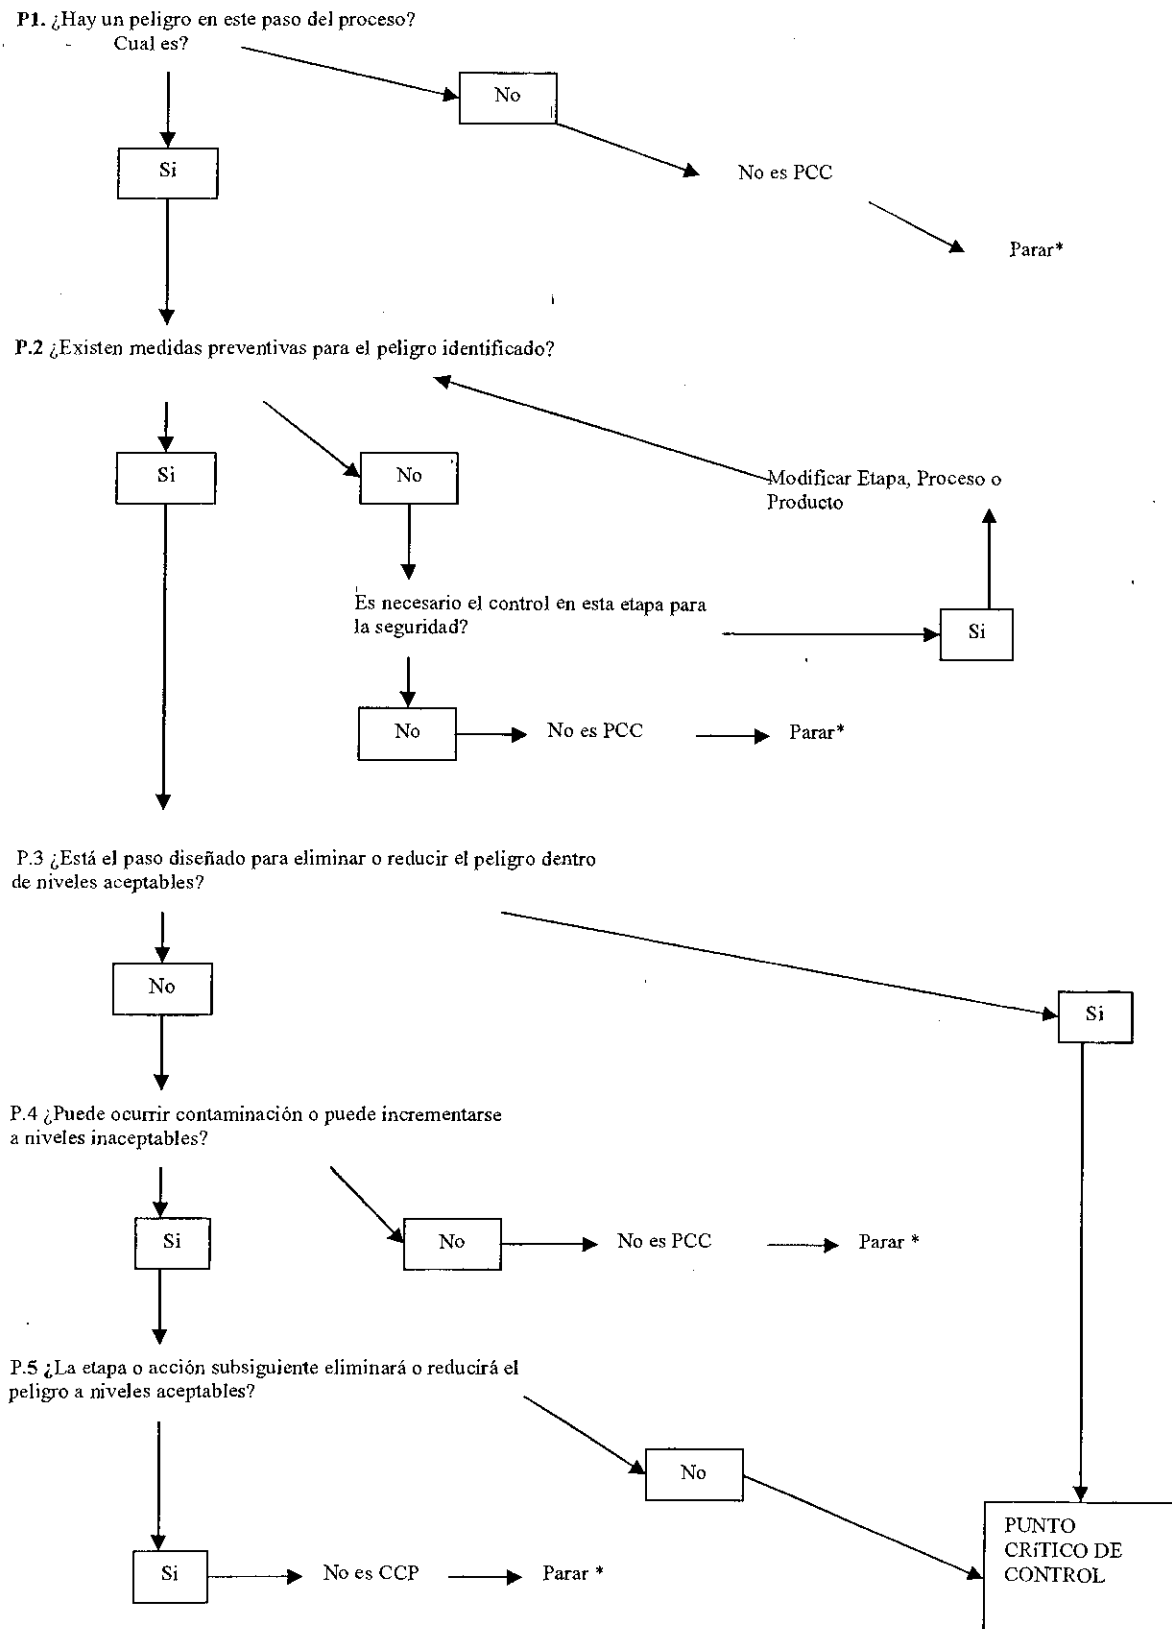 P1. ¿Hay un peligro en este paso del proceso?
Cual es?
No
Si
No es PCC
Parar*
P.2 ¿Existen medidas preventivas para el peligro identificado?
Si
No
Modificar Etapa, Proceso o
Producto
Es necesario el control en esta etapa para
la seguridad?
Si
No
No es PCC
Parar*
P.3 ¿Está el paso diseñado para eliminar o reducir el peligro dentro
de niveles aceptables?
No
Si
P.4 ¿Puede ocurrir contaminación o puede incrementarse
a niveles inaceptables?
Si
No
No es PCC
Parar *
P.5 ¿La etapa o acción subsiguiente eliminará o reducirá el
peligro a niveles aceptables?
No
PUNTO
CRíTICO DE
CONTROL
Si
No es CCP
Parar *